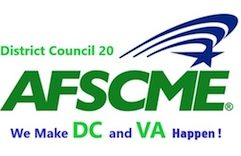 District Council 20
AFSCME®
We Make DC and VA Happen!